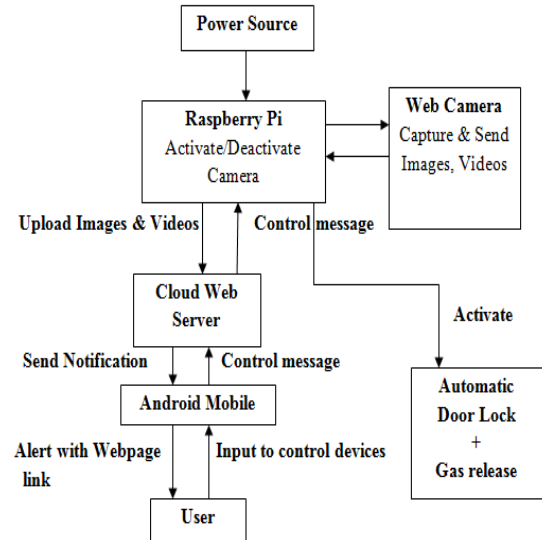 Power Source
Raspberry Pi
Activate/Deactivate
Camera
Web Camera
Capture & Send
Images, Videos
Upload Images & Videos
Control message
Cloud Web
Server
Activate
Send Notification
Control message
Android Mobile
Automatic
Door Lock
+
Gas release
Alert with Webpage
link
Input to control devices
User